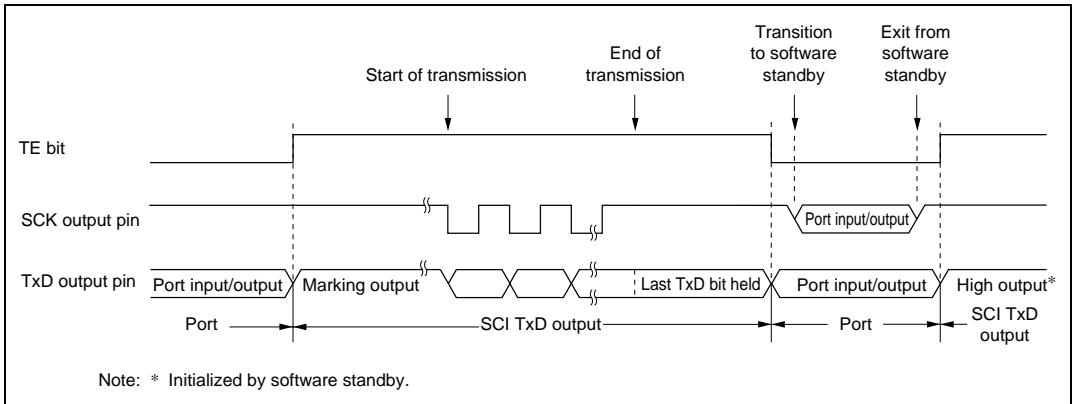 Transition
to software
standby
Exit from
software
standby
Start of transmission
End of
transmission
TE bit
SCK output pin
Port input/output
TxD output pin
Port input/output
Marking output
Last TxD bit held
Port input/output
High output*
Port
SCI TxD output
Port
SCI TxD
output
Note: * Initialized by software standby.